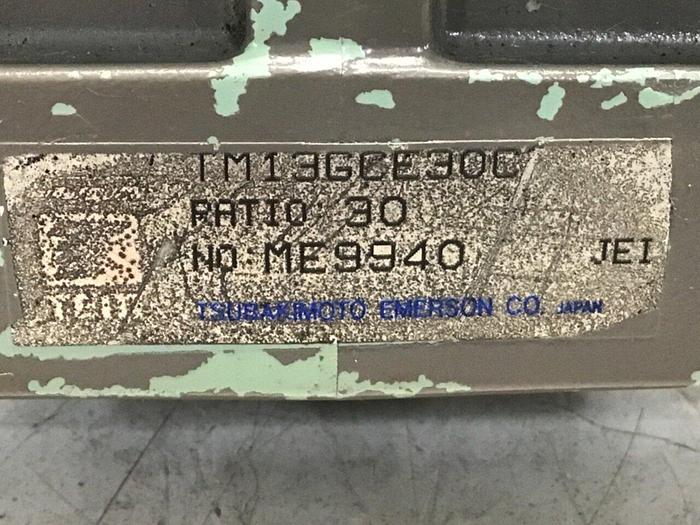 TM13GCE30C
RATIO: 30
NO: ME9940 JEI
TSUBAKIMOTO EMERSON CO. JAPAN